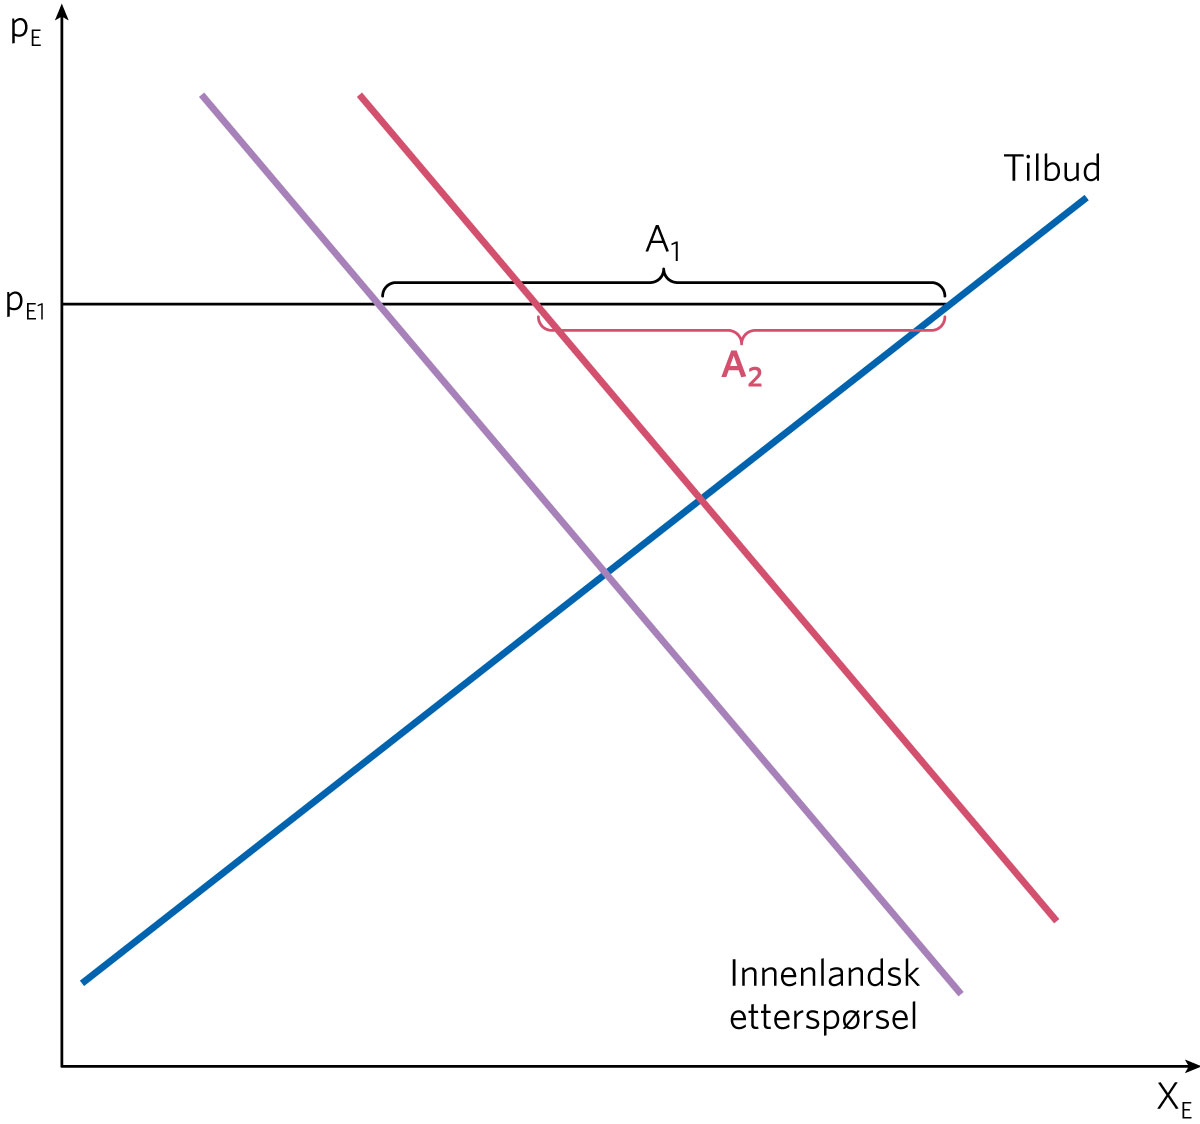 pE
Tilbud
A1
pE1
A2
Innenlandsk
etterspørsel
XE